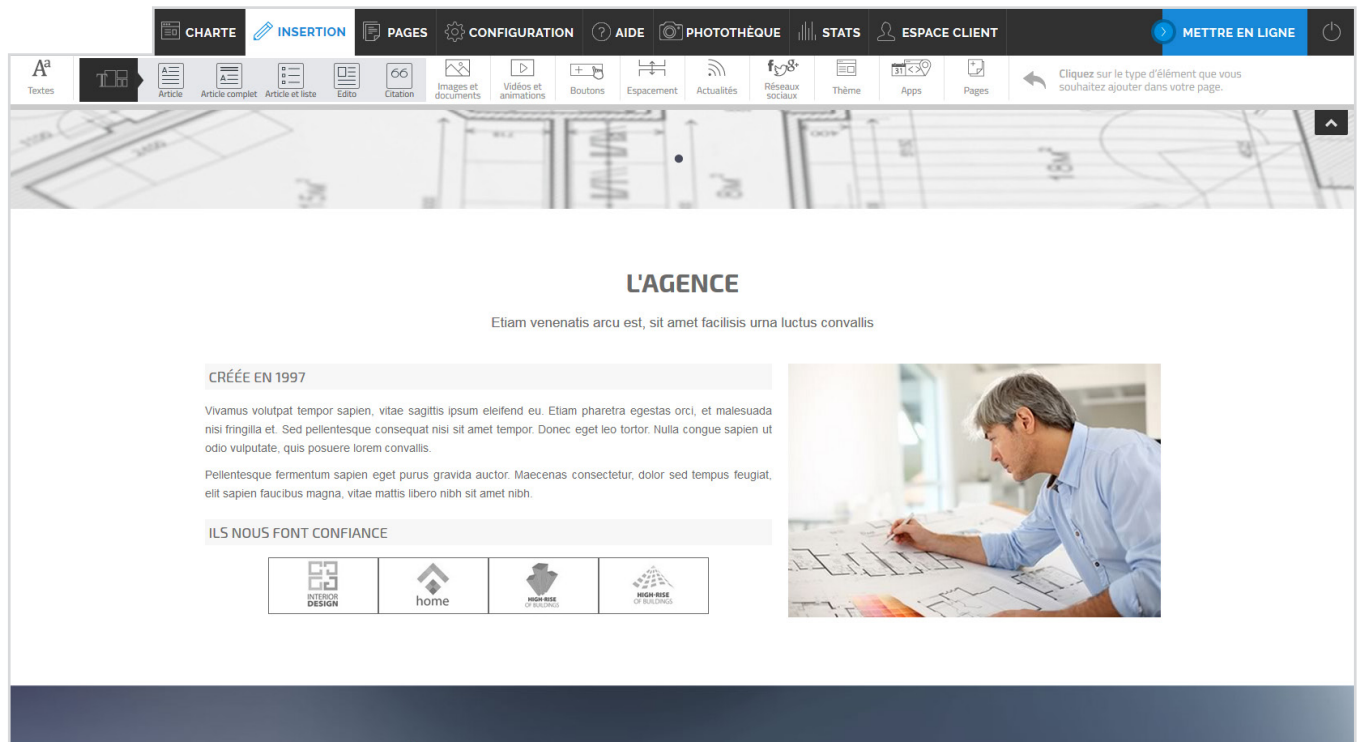 CHARTE INSERTION PAGES CONFIGURATION ? AIDE PHOTOTHÈQUE STATS ESPACE CLIENT METTRE EN LIGNE
Aa
Textes
Article
Article complet
Article et liste
Edito
66
Citation
Images et
documents
Vidéos et
animations
Boutons
Espacement
Actualités
Réseaux
sociaux
Thème
31
Apps
Pages
Cliquez sur le type d'élément que vous
souhaitez ajouter dans votre page.
2400
18m²
8m²
L'AGENCE
Etiam venenatis arcu est, sit amet facilisis urna luctus convallis
CRÉÉE EN 1997
Vivamus volutpat tempor sapien, vitae sagittis ipsum eleifend eu. Etiam pharetra egestas orci, et malesuada
nisi fringilla et. Sed pellentesque consequat nisi sit amet tempor. Donec eget leo tortor. Nulla congue sapien ut
odio vulputate, quis posuere lorem convallis.
Pellentesque fermentum sapien eget purus gravida auctor. Maecenas consectetur, dolor sed tempus feugiat,
elit sapien faucibus magna, vitae mattis libero nibh sit amet nibh.
ILS NOUS FONT CONFIANCE
INTERIOR
DESIGN
home
HIGH-RISE
OF BUILDINGS
HIGH-RISE
OF BUILDINGS